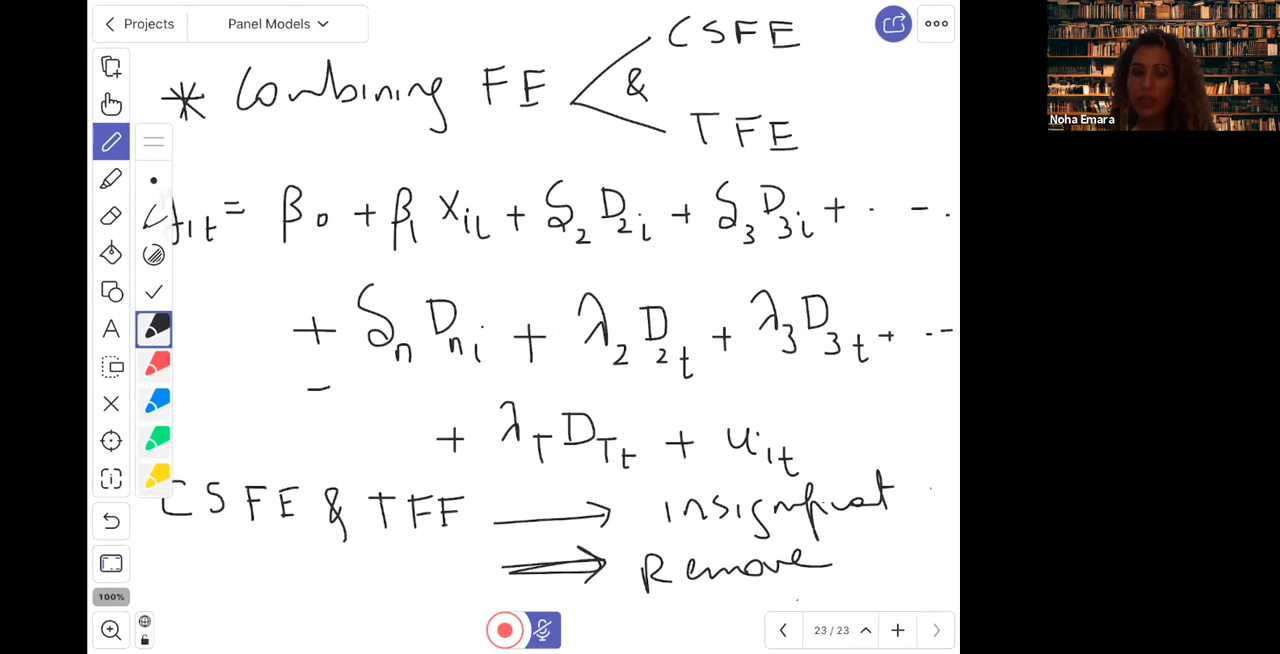 Projects
Panel Models
CSFE
* Combining FE &
TFE
yit = β0 + β1 Xit + δ2 D2i + δ3 D3i + . - .
+ δn Dni + λ2 D2t + λ3 D3t + --
+ λT DTt + uit
CSFE & TFE → insignificant
⇒ Remove
A
100%
23 / 23
Noha Emara